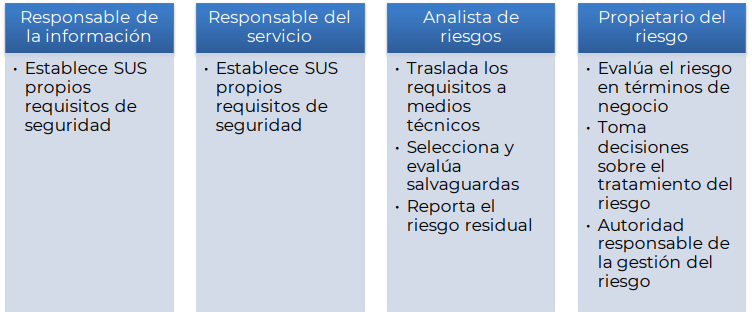 Responsable de
la información
• Establece SUS
propios
requisitos de
seguridad
Responsable del
servicio
• Establece SUS
propios
requisitos de
seguridad
Analista de
riesgos
• Traslada los
requisitos a
medios
técnicos
• Selecciona y
evalúa
salvaguardas
• Reporta el
riesgo residual
Propietario del
riesgo
• Evalúa el riesgo
en términos de
negocio
• Toma
decisiones
sobre el
tratamiento del
riesgo
• Autoridad
responsable de
la gestión del
riesgo